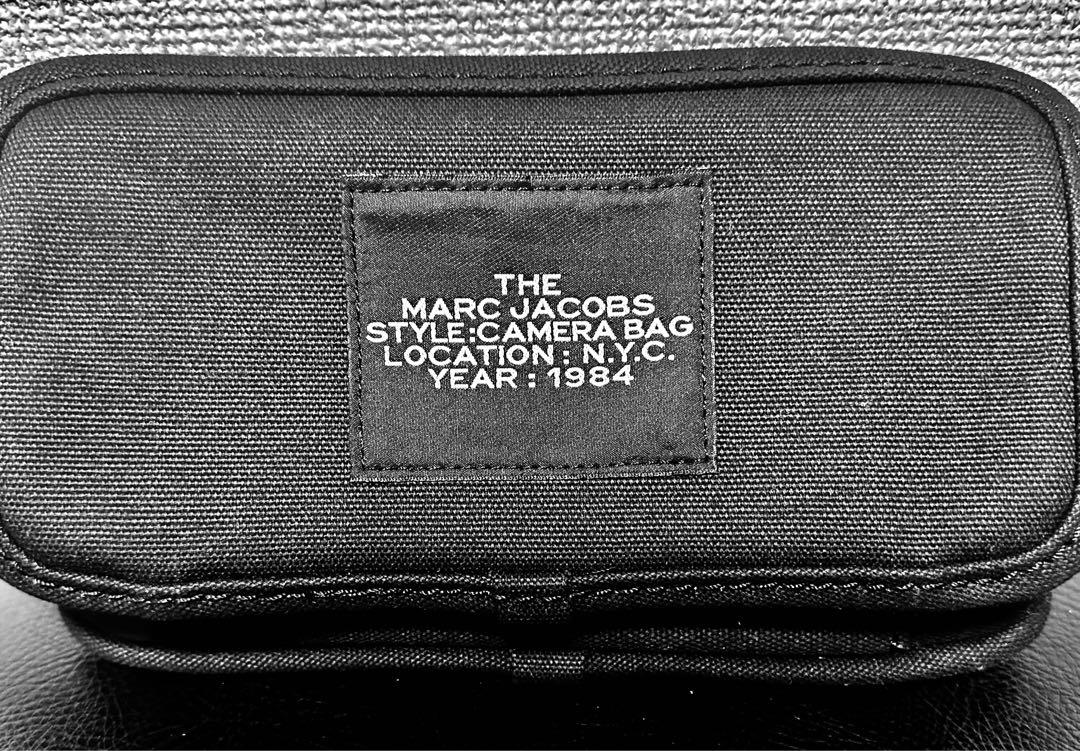 THE
MARC JACOBS
STYLE:CAMERA BAG
LOCATION : N.Y.C.
YEAR : 1984